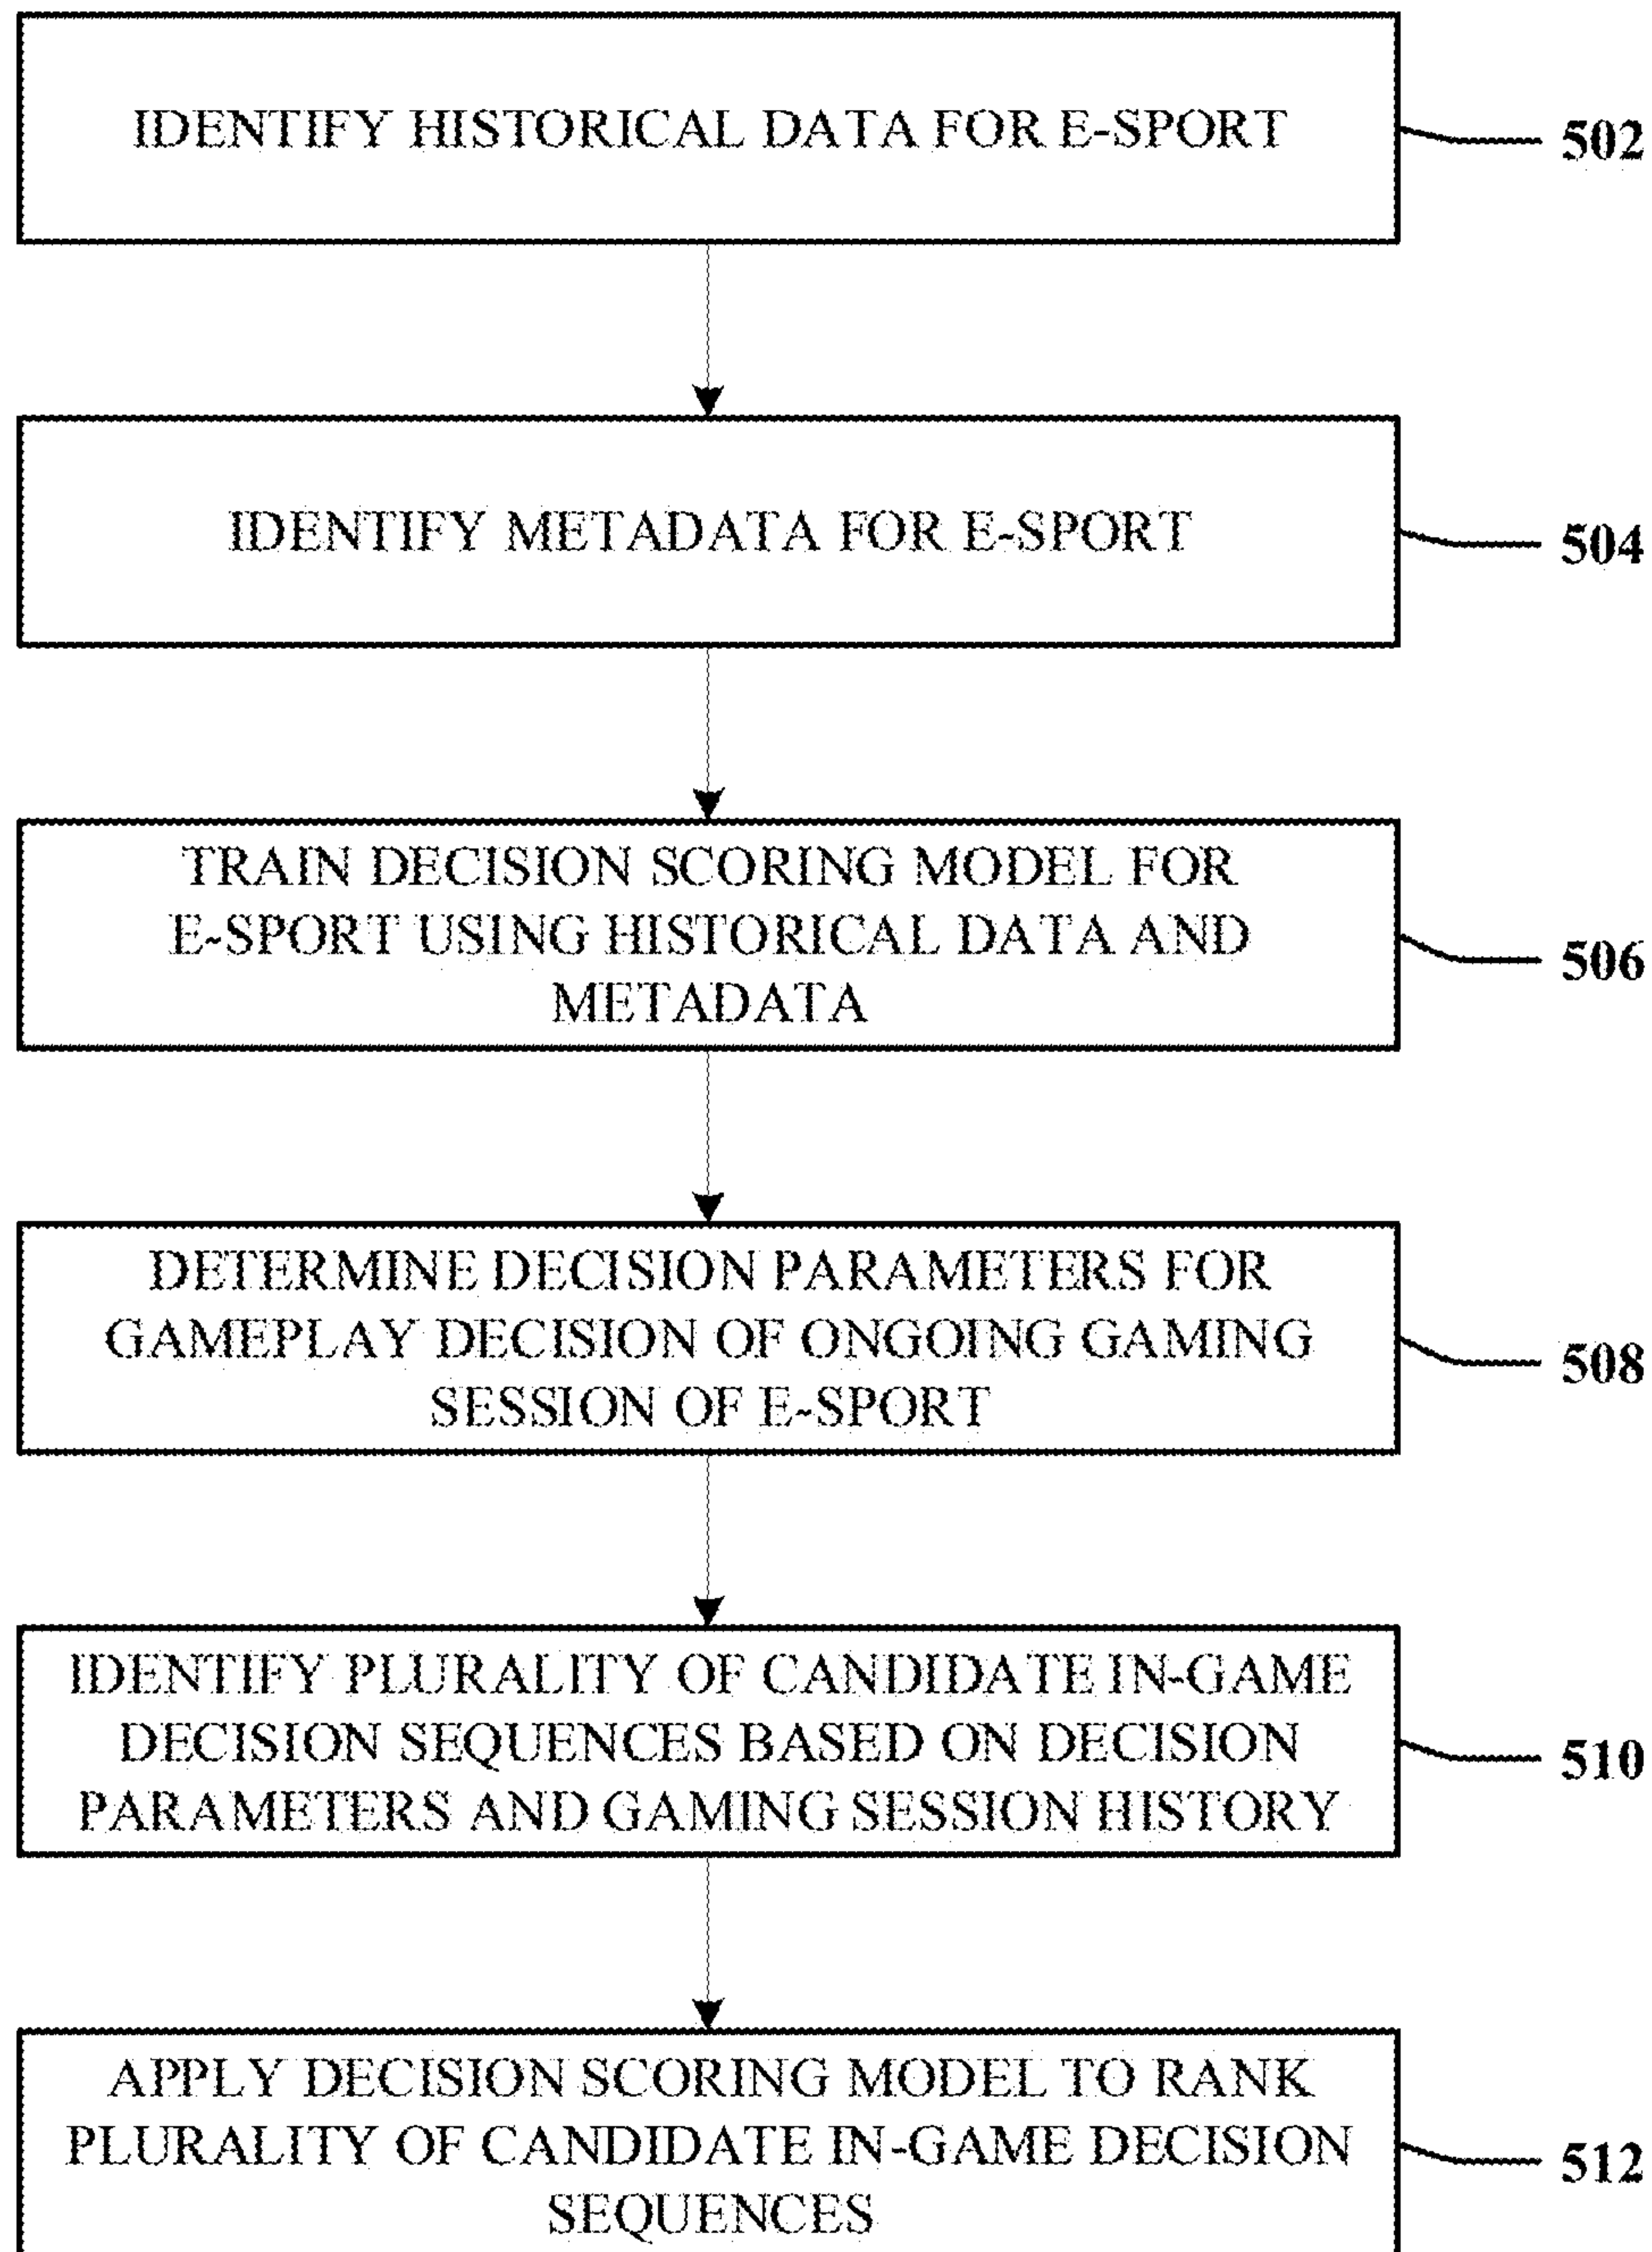 IDENTIFY HISTORICAL DATA FOR E-SPORT
502
IDENTIFY METADATA FOR E-SPORT
504
TRAIN DECISION SCORING MODEL FOR
E-SPORT USING HISTORICAL DATA AND
METADATA
506
DETERMINE DECISION PARAMETERS FOR
GAMEPLAY DECISION OF ONGOING GAMING
SESSION OF E-SPORT
508
IDENTIFY PLURALITY OF CANDIDATE IN-GAME
DECISION SEQUENCES BASED ON DECISION
PARAMETERS AND GAMING SESSION HISTORY
510
APPLY DECISION SCORING MODEL TO RANK
PLURALITY OF CANDIDATE IN-GAME DECISION
SEQUENCES
512